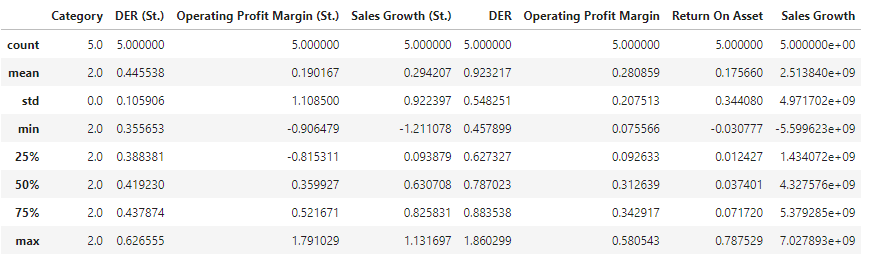 Category DER (St.) Operating Profit Margin (St.) Sales Growth (St.) DER Operating Profit Margin Return On Asset Sales Growth
count 5.0 5.000000 5.000000 5.000000 5.000000 5.000000 5.000000 5.000000e+00
mean 2.0 0.445538 0.190167 0.294207 0.923217 0.280859 0.175660 2.513840e+09
std 0.0 0.105906 1.108500 0.922397 0.548251 0.207513 0.344080 4.971702e+09
min 2.0 0.355653 -0.906479 -1.211078 0.457899 0.075566 -0.030777 -5.599623e+09
25% 2.0 0.388381 -0.815311 0.093879 0.627327 0.092633 0.012427 1.434072e+09
50% 2.0 0.419230 0.359927 0.630708 0.787023 0.312639 0.037401 4.327576e+09
75% 2.0 0.437874 0.521671 0.825831 0.883538 0.342917 0.071720 5.379285e+09
max 2.0 0.626555 1.791029 1.131697 1.860299 0.580543 0.787529 7.027893e+09